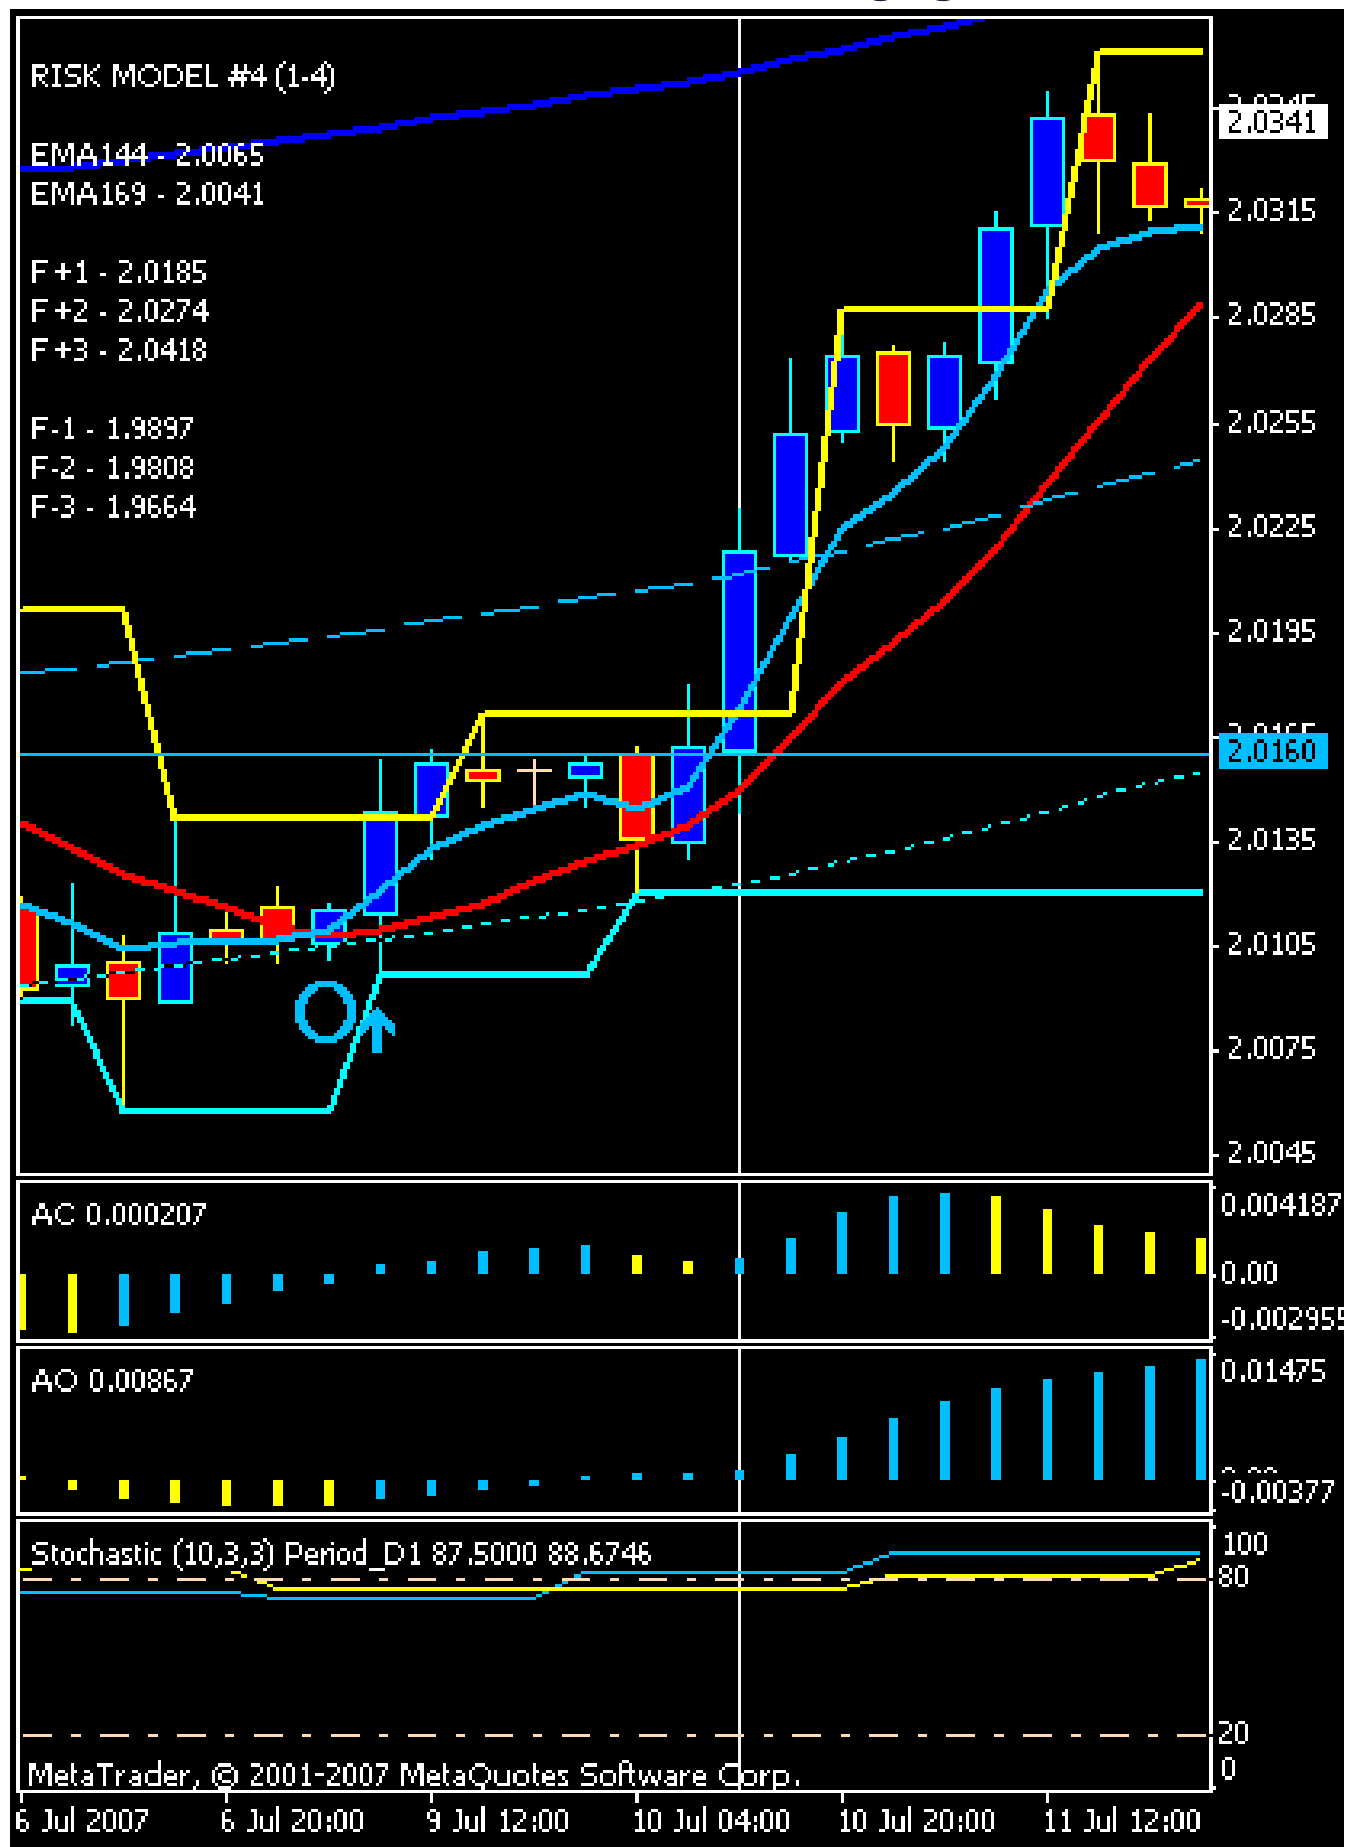 RISK MODEL #4 (1-4)
EMA144 - 2.0065
EMA169 - 2.0041
F+1 - 2.0185
F+2 - 2.0274
F+3 - 2.0418
F-1 - 1.9897
F-2 - 1.9808
F-3 - 1.9664
2.0341
2.0315
2.0285
2.0255
2.0225
2.0195
2.0160
2.0135
2.0105
2.0075
2.0045
AC 0.000207
0.004187
0.00
-0.002955
AO 0.00867
0.01475
-0.00377
Stochastic (10,3,3) Period_D1 87.5000 88.6746
100
80
20
0
MetaTrader, © 2001-2007 MetaQuotes Software Corp.
6 Jul 2007 6 Jul 20:00 9 Jul 12:00 10 Jul 04:00 10 Jul 20:00 11 Jul 12:00